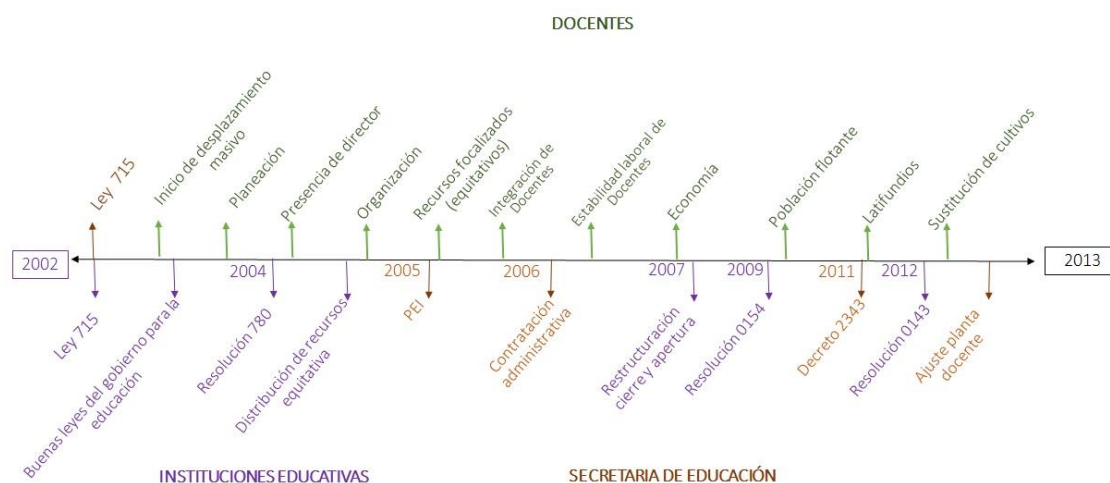 DOCENTES
Ley 715
Inicio de desplazamiento
masivo
Planeación
Presencia de director
Organización
Recursos focalizados
(equitativos)
Integración de
Docentes
Estabilidad laboral de
Docentes
Economía
Población flotante
Latifundios
Sustitución de cultivos
2002
2004
2005
2006
2007
2009
2011
2012
2013
Ley 715
Buenas leyes del gobierno para la
educación
Resolución 780
Distribución de recursos
equitativa
PEI
Contratación
administrativa
Restructuración
cierre y apertura
Resolución 0154
Decreto 2343
Resolución 0143
Ajuste planta
docente
INSTITUCIONES EDUCATIVAS
SECRETARIA DE EDUCACIÓN